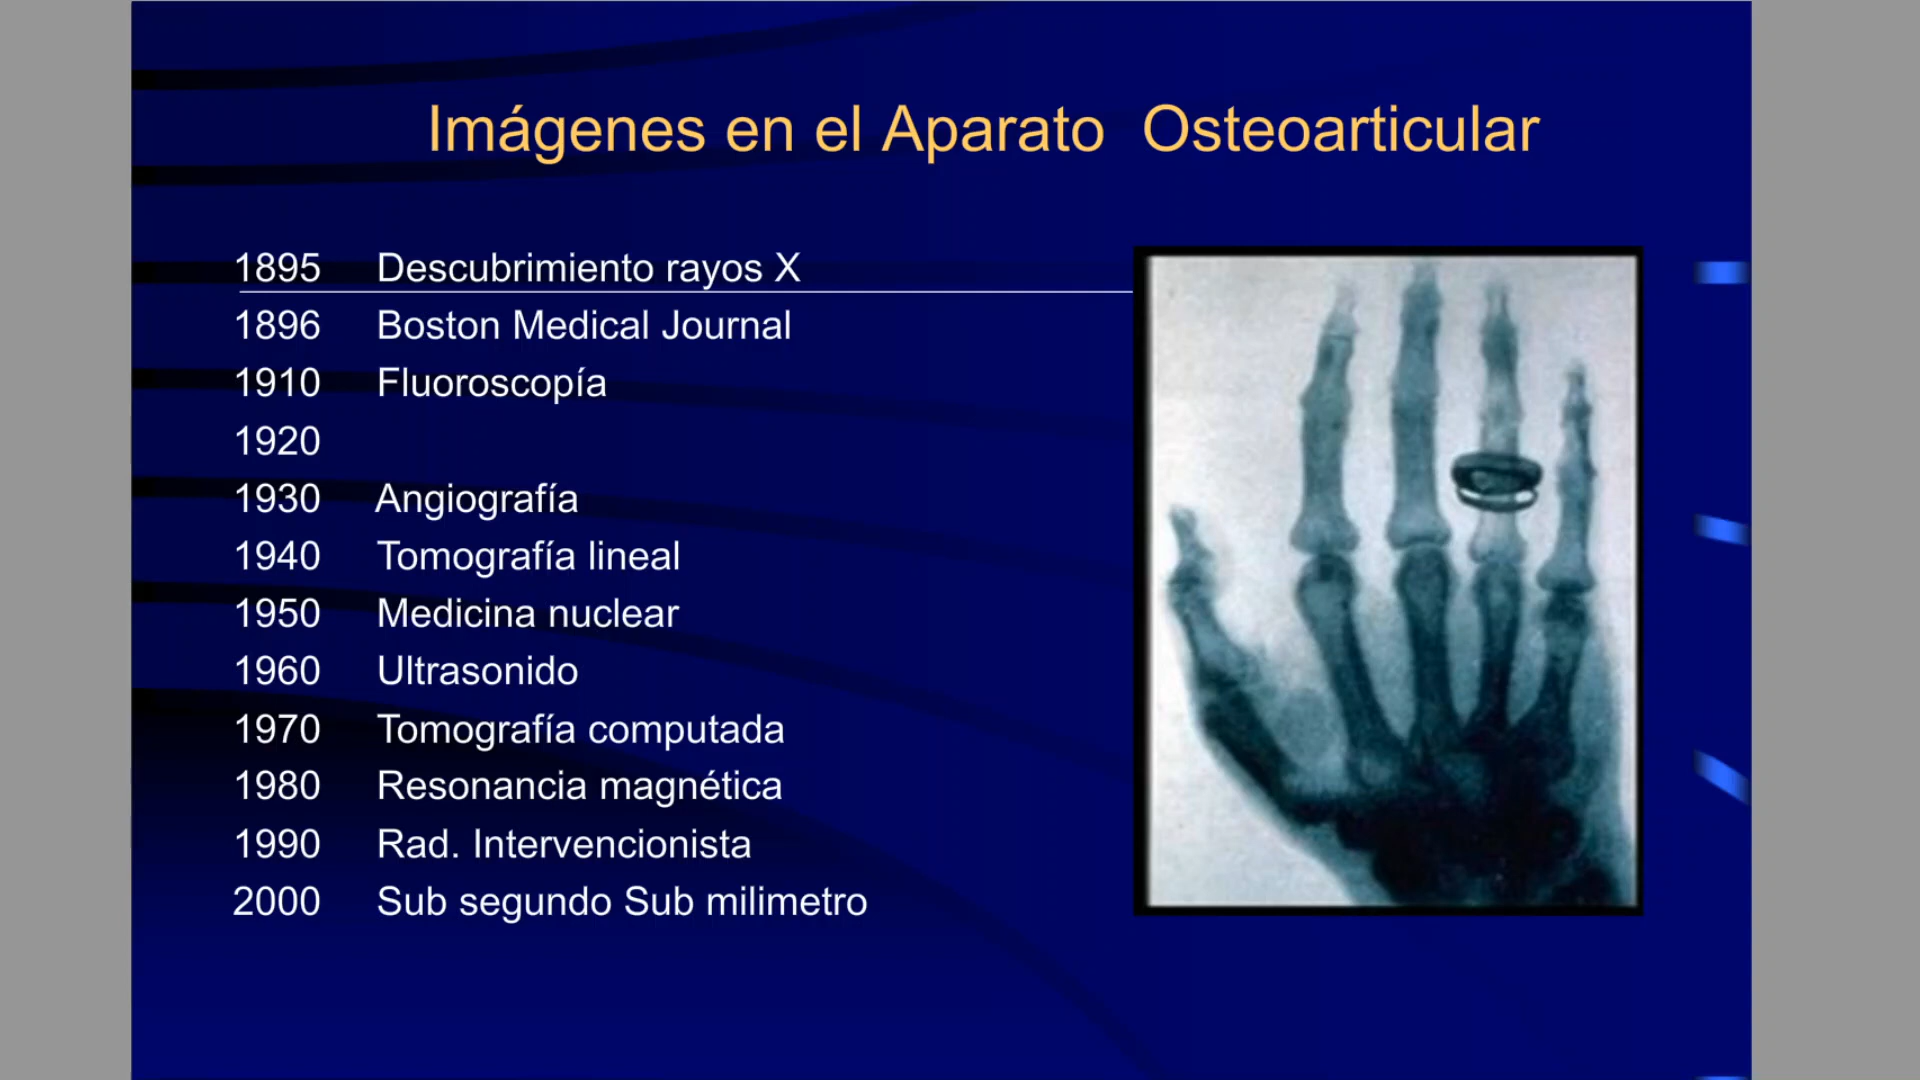 Imágenes en el Aparato  Osteoarticular
1895 Descubrimiento rayos X
1896 Boston Medical Journal
1910 Fluoroscopía
1920
1930 Angiografía
1940 Tomografía lineal
1950 Medicina nuclear
1960 Ultrasonido
1970 Tomografía computada
1980 Resonancia magnética
1990 Rad. Intervencionista
2000 Sub segundo Sub milimetro